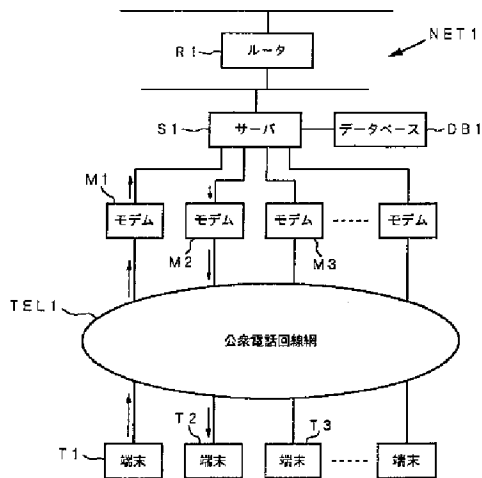 NET1
R1 ルータ
S1 サーバ データベース DB1
M1
モデム モデム モデム モデム
M2 M3
TEL1
公衆電話回線網
T2 T3
T1 端末 端末 端末 端末